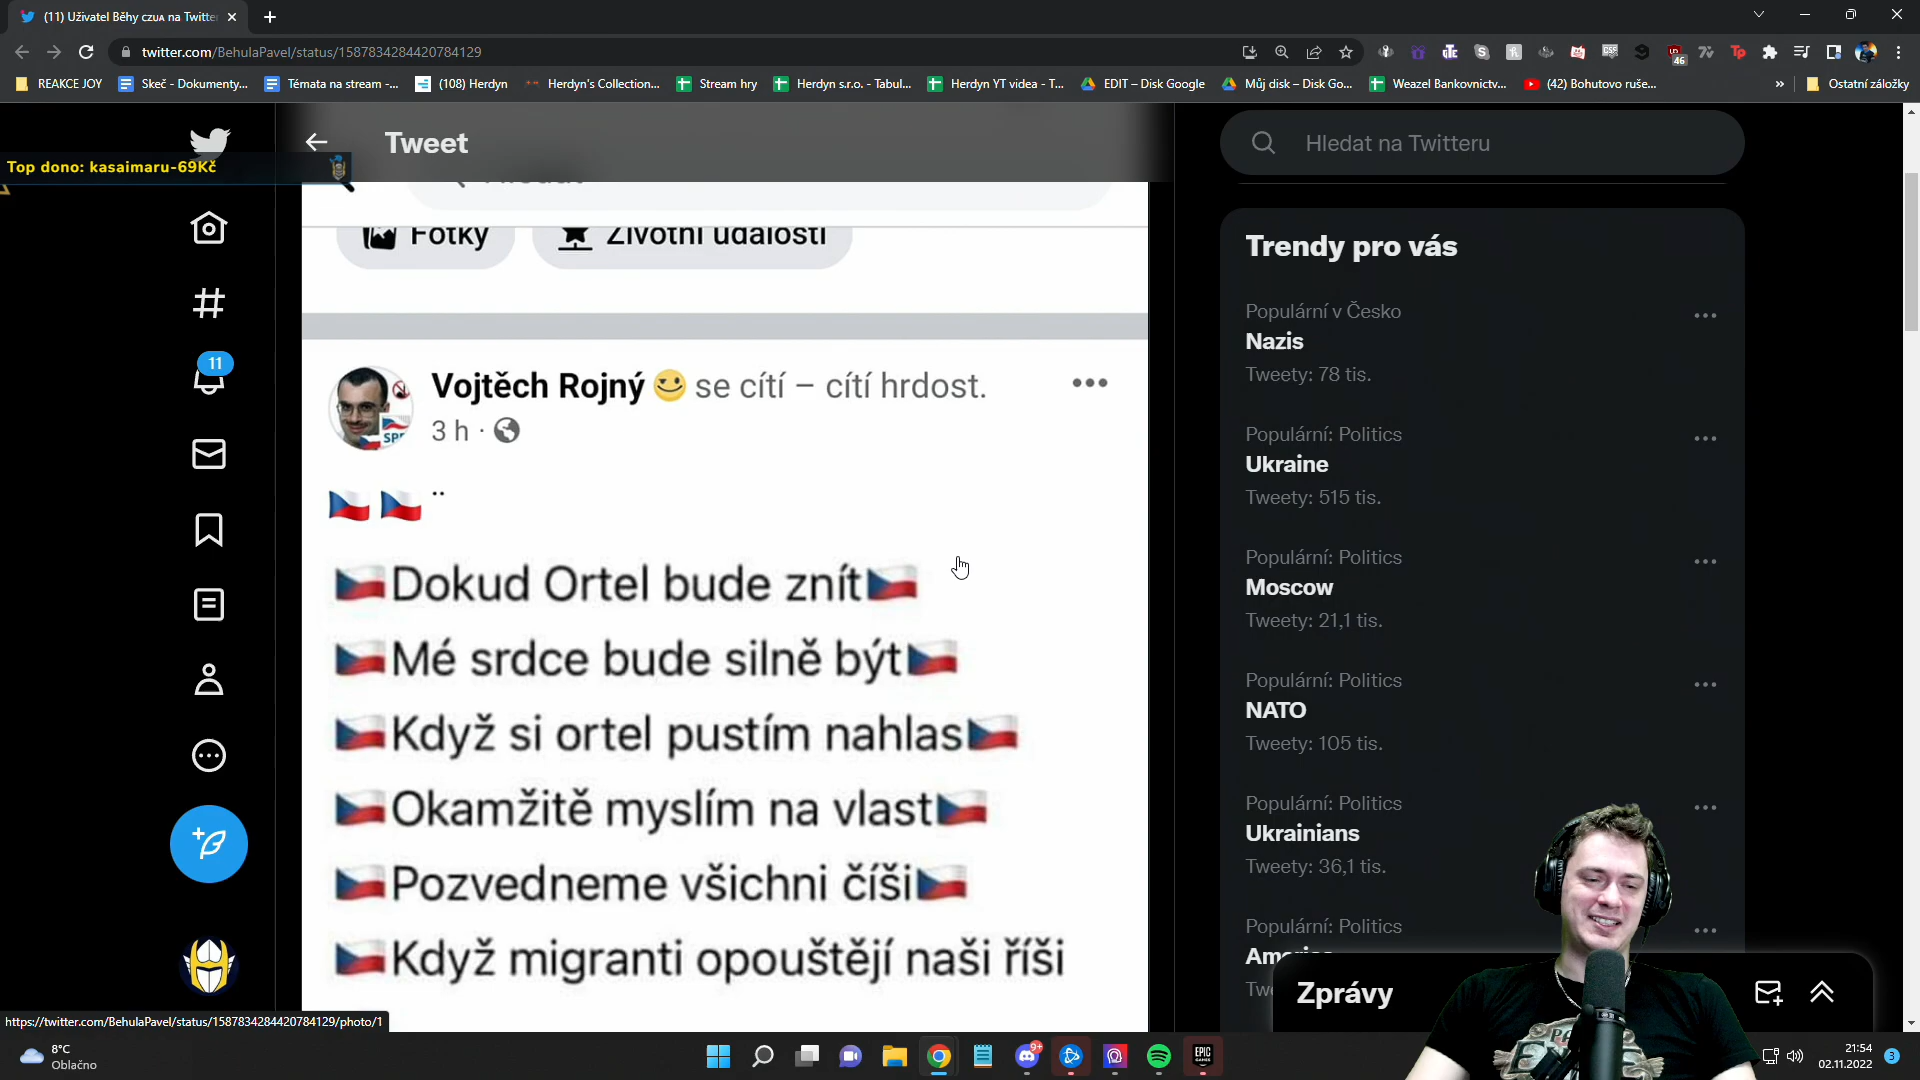 (11) Uživatel Běhy CZUA na Twitte
twitter.com/BehulaPavel/status/1587834284420784129
46
REAKCE JOY
Skeč - Dokumenty...
Témata na stream -...
(108) Herdyn
Herdyn's Collection...
Stream hry
Herdyn s.r.o. - Tabul...
Herdyn YT videa - T...
EDIT – Disk Google
Můj disk – Disk Go...
Weazel Bankovnictv...
(42) Bohutovo ruše...
»
Ostatní záložky
Tweet
Hledat na Twitteru
Top dono: kasaimaru-69Kč
Fotky
Životní události
11
Vojtěch Rojný 😉 se cítí – cítí hrdost.
3 h ·
SPD
🇨🇿 🇨🇿 ¨
🇨🇿Dokud Ortel bude znít🇨🇿
🇨🇿Mé srdce bude silně být🇨🇿
🇨🇿Když si ortel pustím nahlas🇨🇿
🇨🇿Okamžitě myslím na vlast🇨🇿
🇨🇿Pozvedneme všichni číši🇨🇿
🇨🇿Když migranti opouštějí naši říši
Trendy pro vás
Populární v Česko
Nazis
Tweety: 78 tis.
Populární: Politics
Ukraine
Tweety: 515 tis.
Populární: Politics
Moscow
Tweety: 21,1 tis.
Populární: Politics
NATO
Tweety: 105 tis.
Populární: Politics
Ukrainians
Tweety: 36,1 tis.
Populární: Politics
Zprávy
https://twitter.com/BehulaPavel/status/1587834284420784129/photo/1
8°C
Oblačno
9+
EPIC
GAMES
21:54
02.11.2022
3